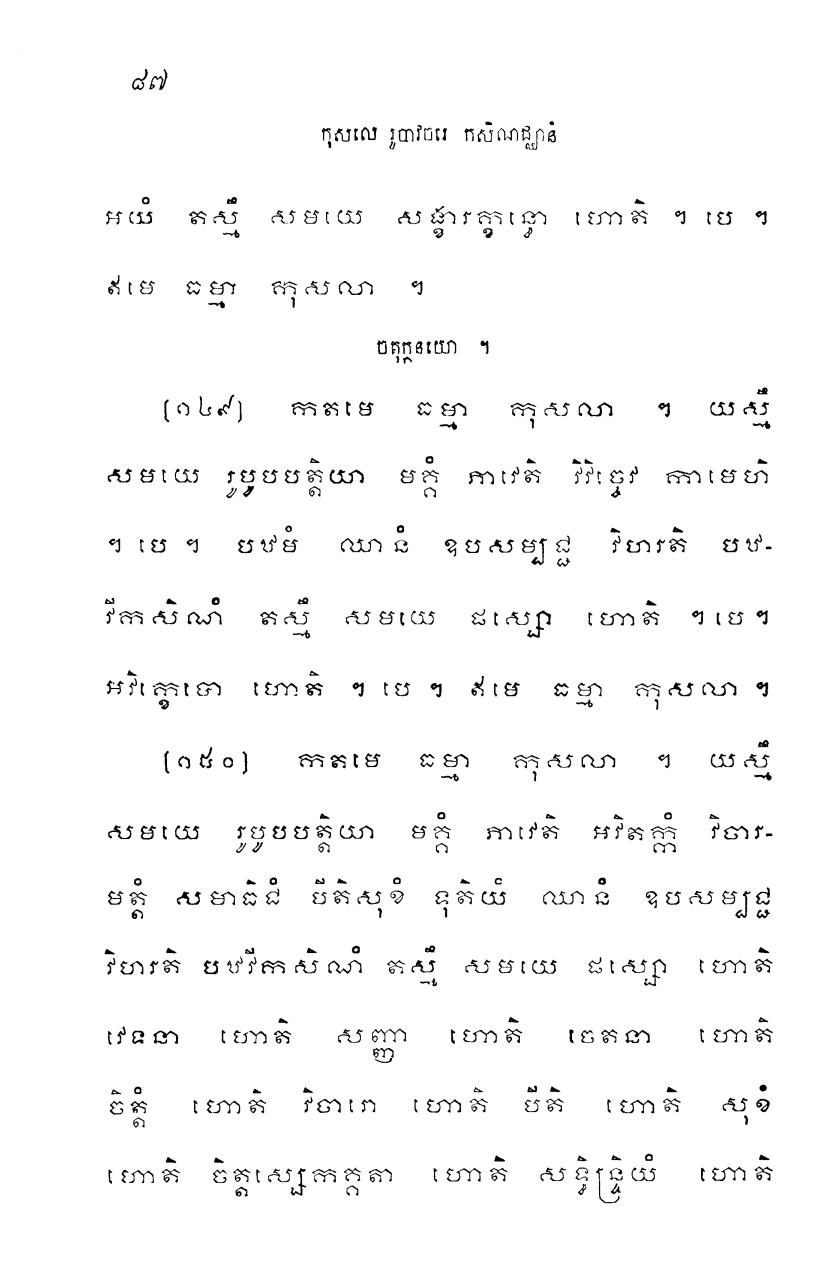 ៨៧
កុសលេ រូបាវចរេ កសិណជ្ឈានំ
អយំ តស្មឹ សមយេ សង្ខារក្ខន្ធោ ហោតិ ។ បេ ។
ឥមេ ធម្មា កុសលា ។
ចតុក្កនយោ ។
[១៤៩] កតមេ ធម្មា កុសលា ។ យស្មឹ
សមយេ រូបូបបត្តិយា មគ្គំ ភាវេតិ វិវិច្ចេវ កាមេហិ
។ បេ ។ បឋមំ ឈានំ ឧបសម្បជ្ជ វិហរតិ បឋ-
វីកសិណំ តស្មឹ សមយេ ផស្សោ ហោតិ ។ បេ ។
អវិក្ខេបោ ហោតិ ។ បេ ។ ឥមេ ធម្មា កុសលា ។
[១៥០] កតមេ ធម្មា កុសលា ។ យស្មឹ
សមយេ រូបូបបត្តិយា មគ្គំ ភាវេតិ អវិតក្កំ វិចារ-
មត្តំ សមាធិជំ បីតិសុខំ ទុតិយំ ឈានំ ឧបសម្បជ្ជ
វិហរតិ បឋវីកសិណំ តស្មឹ សមយេ ផស្សោ ហោតិ
វេទនា ហោតិ សញ្ញា ហោតិ ចេតនា ហោតិ
ចិត្តំ ហោតិ វិចារោ ហោតិ បីតិ ហោតិ សុខំ
ហោតិ ចិត្តស្សេកគ្គតា ហោតិ សទ្ធិន្ទ្រិយំ ហោតិ